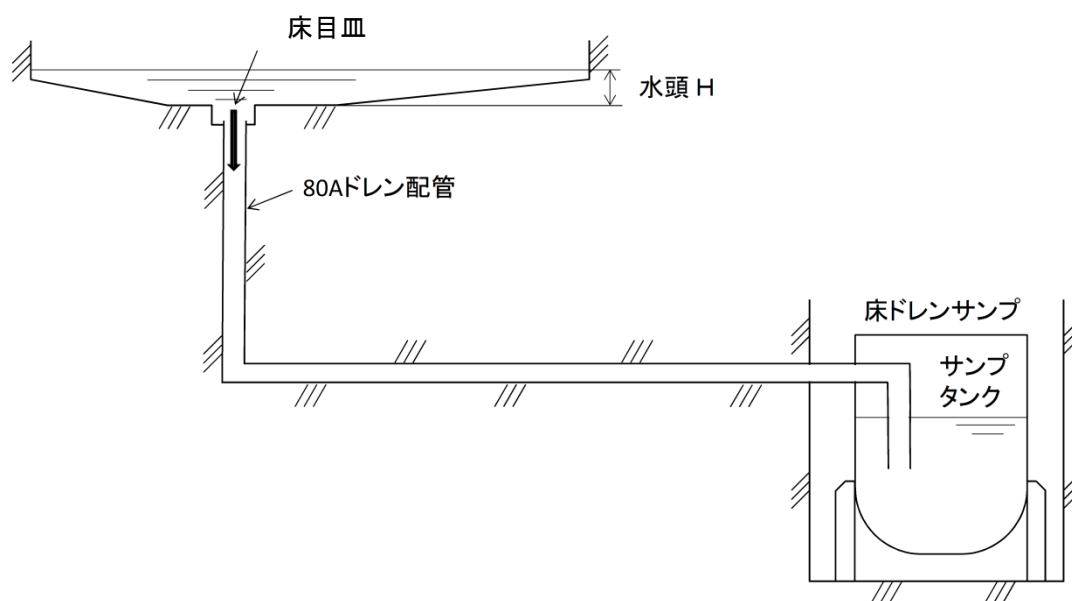 床目皿
水頭 H
80Aドレン配管
床ドレンサンプ
サンプ
タンク